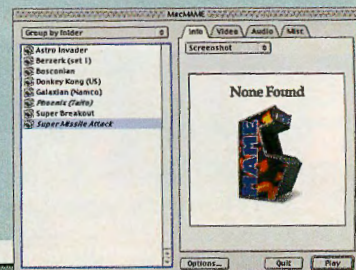 MacMAME
Group by folder
Info Video Audio Misc
Screenshot
Astro Invader
Berzerk (set 1)
Bosconian
Donkey Kong (US)
Galaxian (Namco)
Phoenix (Taito)
Super Breakout
Super Missile Attack
None Found
MAME
Options... Quit Play